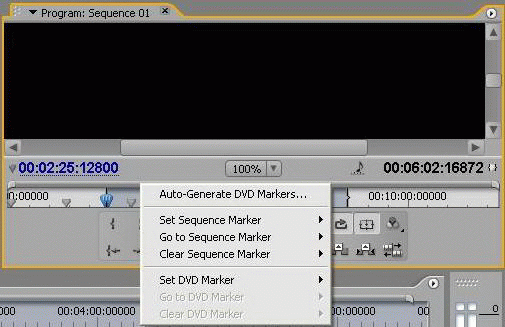 Program: Sequence 01
00:02:25:12800
100%
00:06:02:16872
0:00000
00:10:00:00000
Auto-Generate DVD Markers...
Set Sequence Marker
Go to Sequence Marker
Clear Sequence Marker
Set DVD Marker
Go to DVD Marker
Clear DVD Marker
00:04:00:00000
0